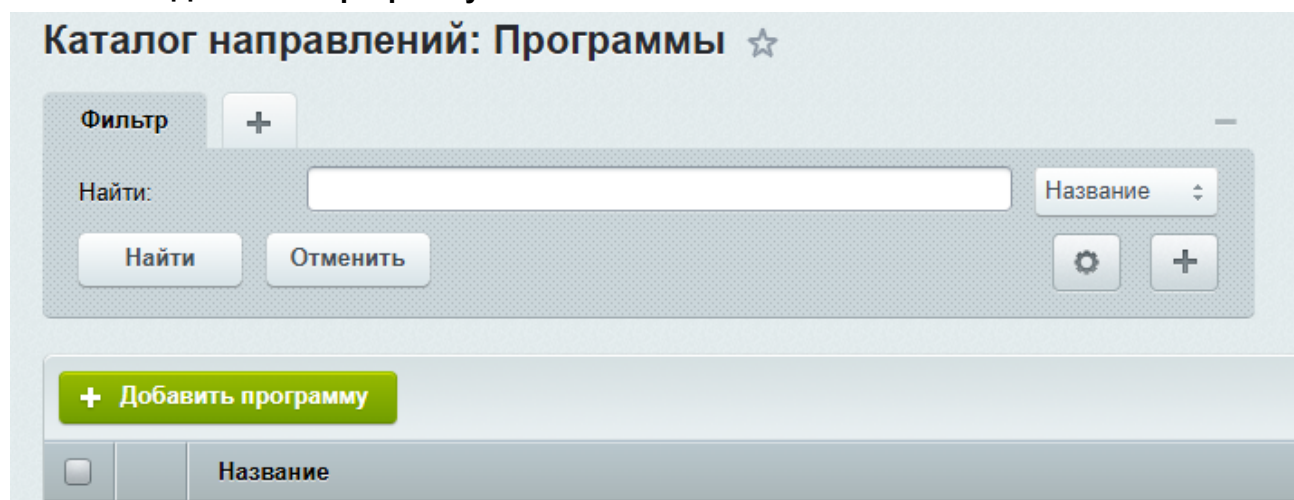 Каталог направлений: Программы
Фильтр
Найти:
Название
Найти Отменить
Добавить программу
Название